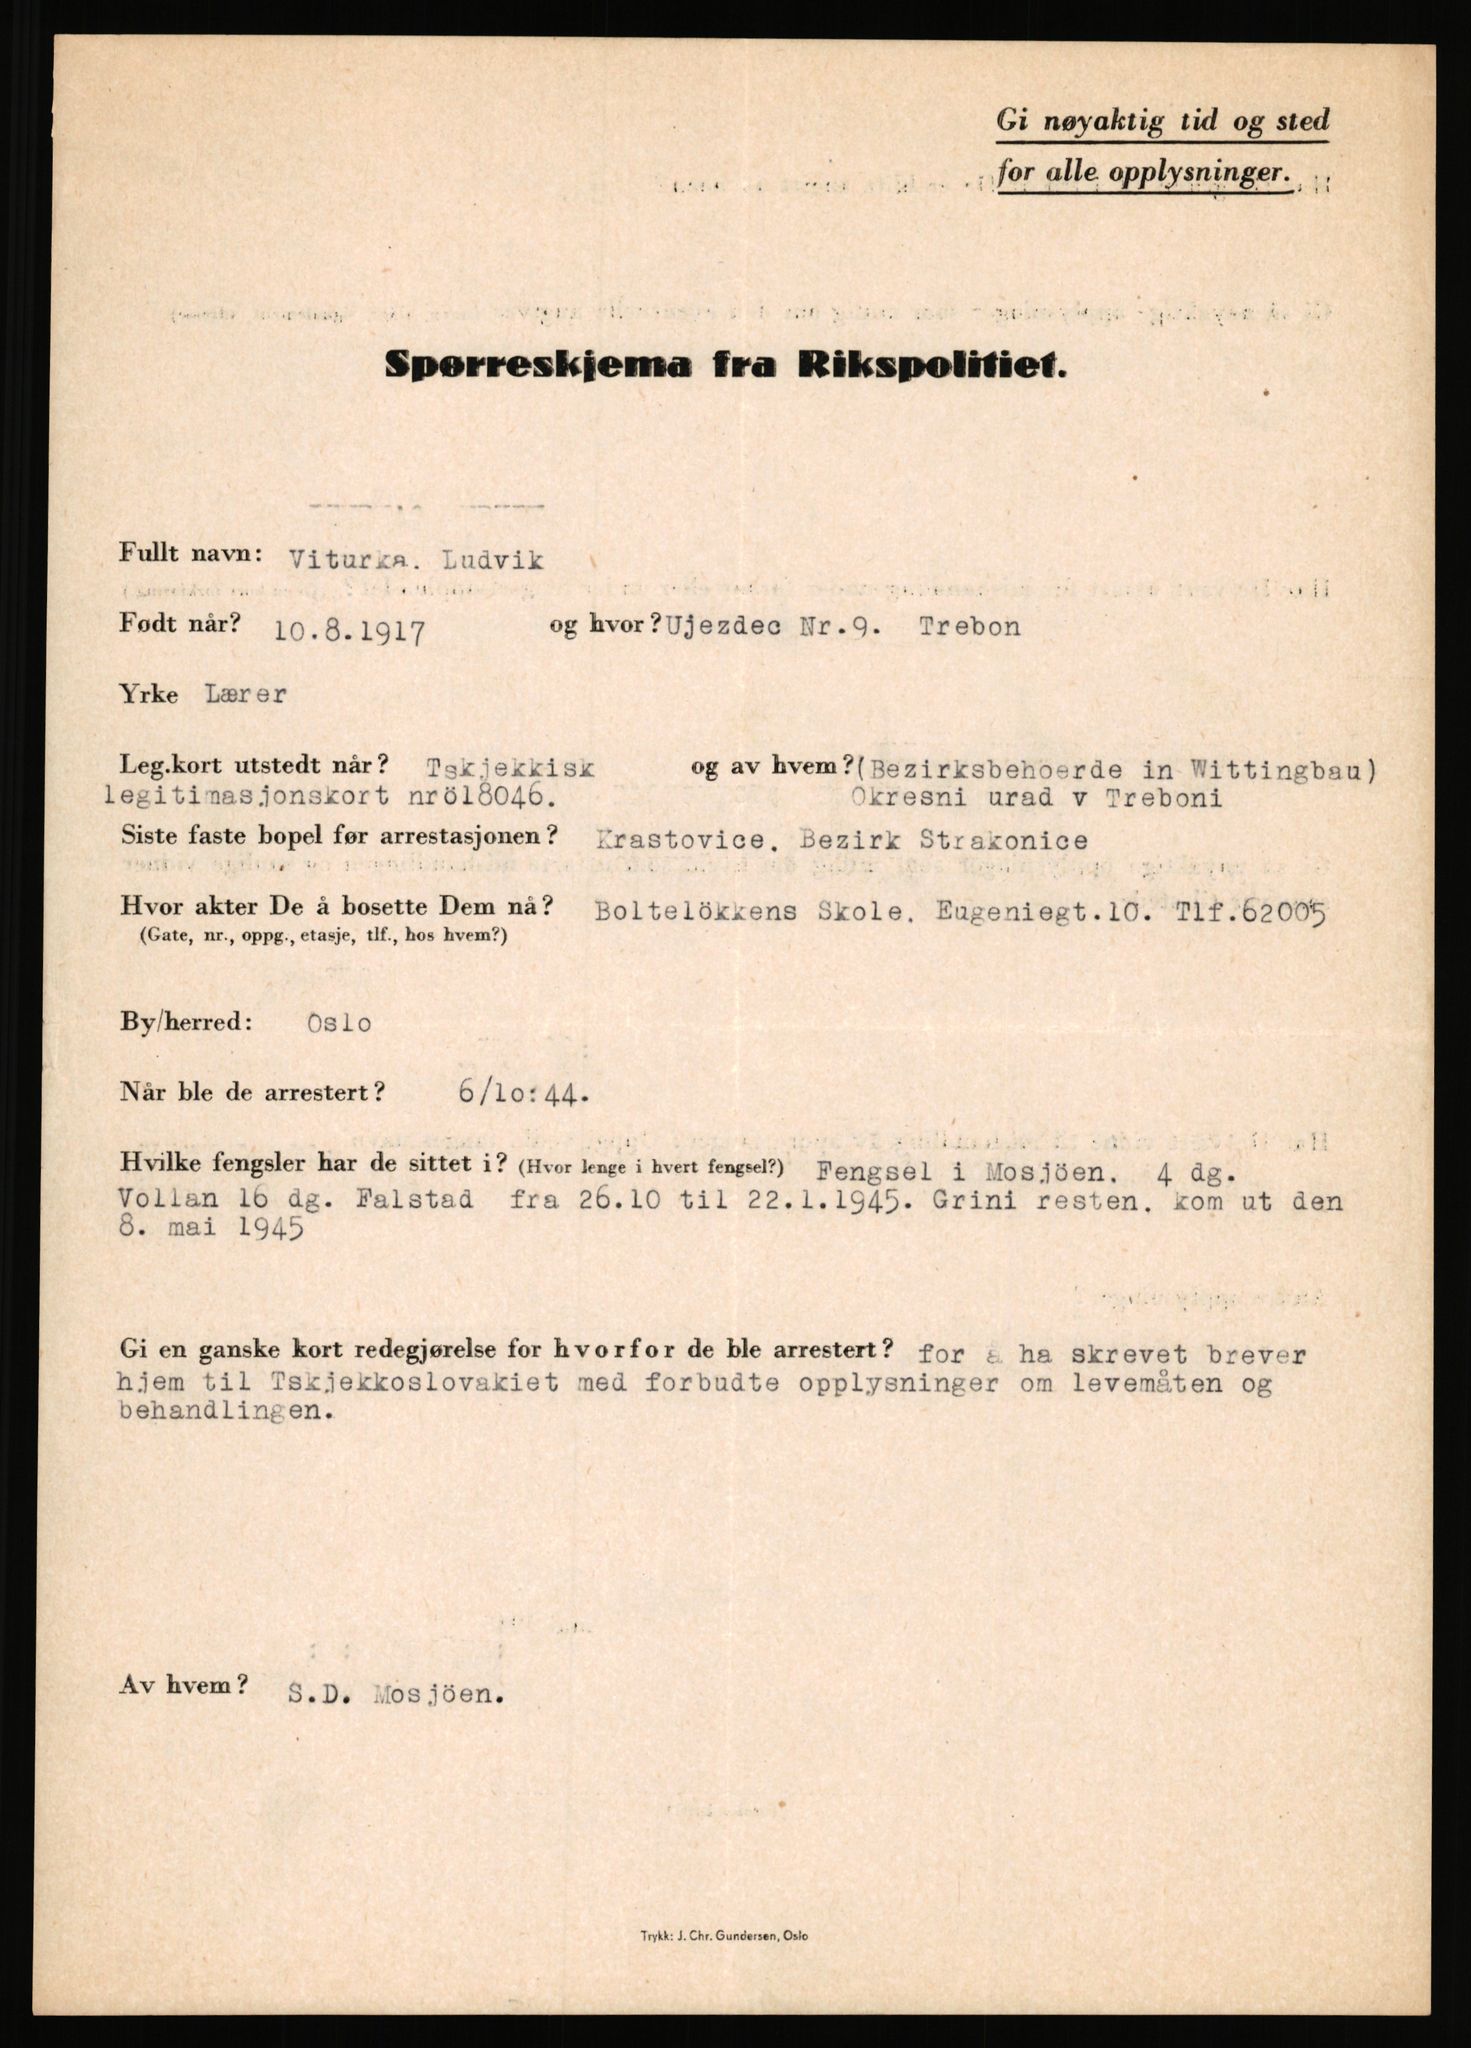 Gi nøyaktig tid og sted
for alle opplysninger.
Spørreskjema fra Rikspolitiet.
Fullt navn: Viturka. Ludvik
Født når? 10.8.1917 og hvor? Ujezdec Nr.9. Trebon
Yrke Lærer
Leg.kort utstedt når? Tskjekkisk og av hvem? (Bezirksbehoerde in Wittingbau)
legitimasjonskort nrö18046. Okresni urad v Treboni
Siste faste bopel før arrestasjonen? Krastovice. Bezirk Strakonice
Hvor akter De å bosette Dem nå? Boltelökkens Skole. Eugeniegt.10. Tlf.62005
(Gate, nr., oppg., etasje, tlf., hos hvem?)
By/herred: Oslo
Når ble de arrestert? 6/10:44.
Hvilke fengsler har de sittet i? (Hvor lenge i hvert fengsel?) Fengsel i Mosjöen. 4 dg.
Vollan 16 dg. Falstad fra 26.10 til 22.1.1945. Grini resten. kom ut den
8. mai 1945
Gi en ganske kort redegjørelse for hvorfor de ble arrestert? for å ha skrevet brever
hjem til Tskjekkoslovakiet med forbudte opplysninger om levemåten og
behandlingen.
Av hvem? S.D. Mosjöen.
Trykk: J. Chr. Gundersen, Oslo